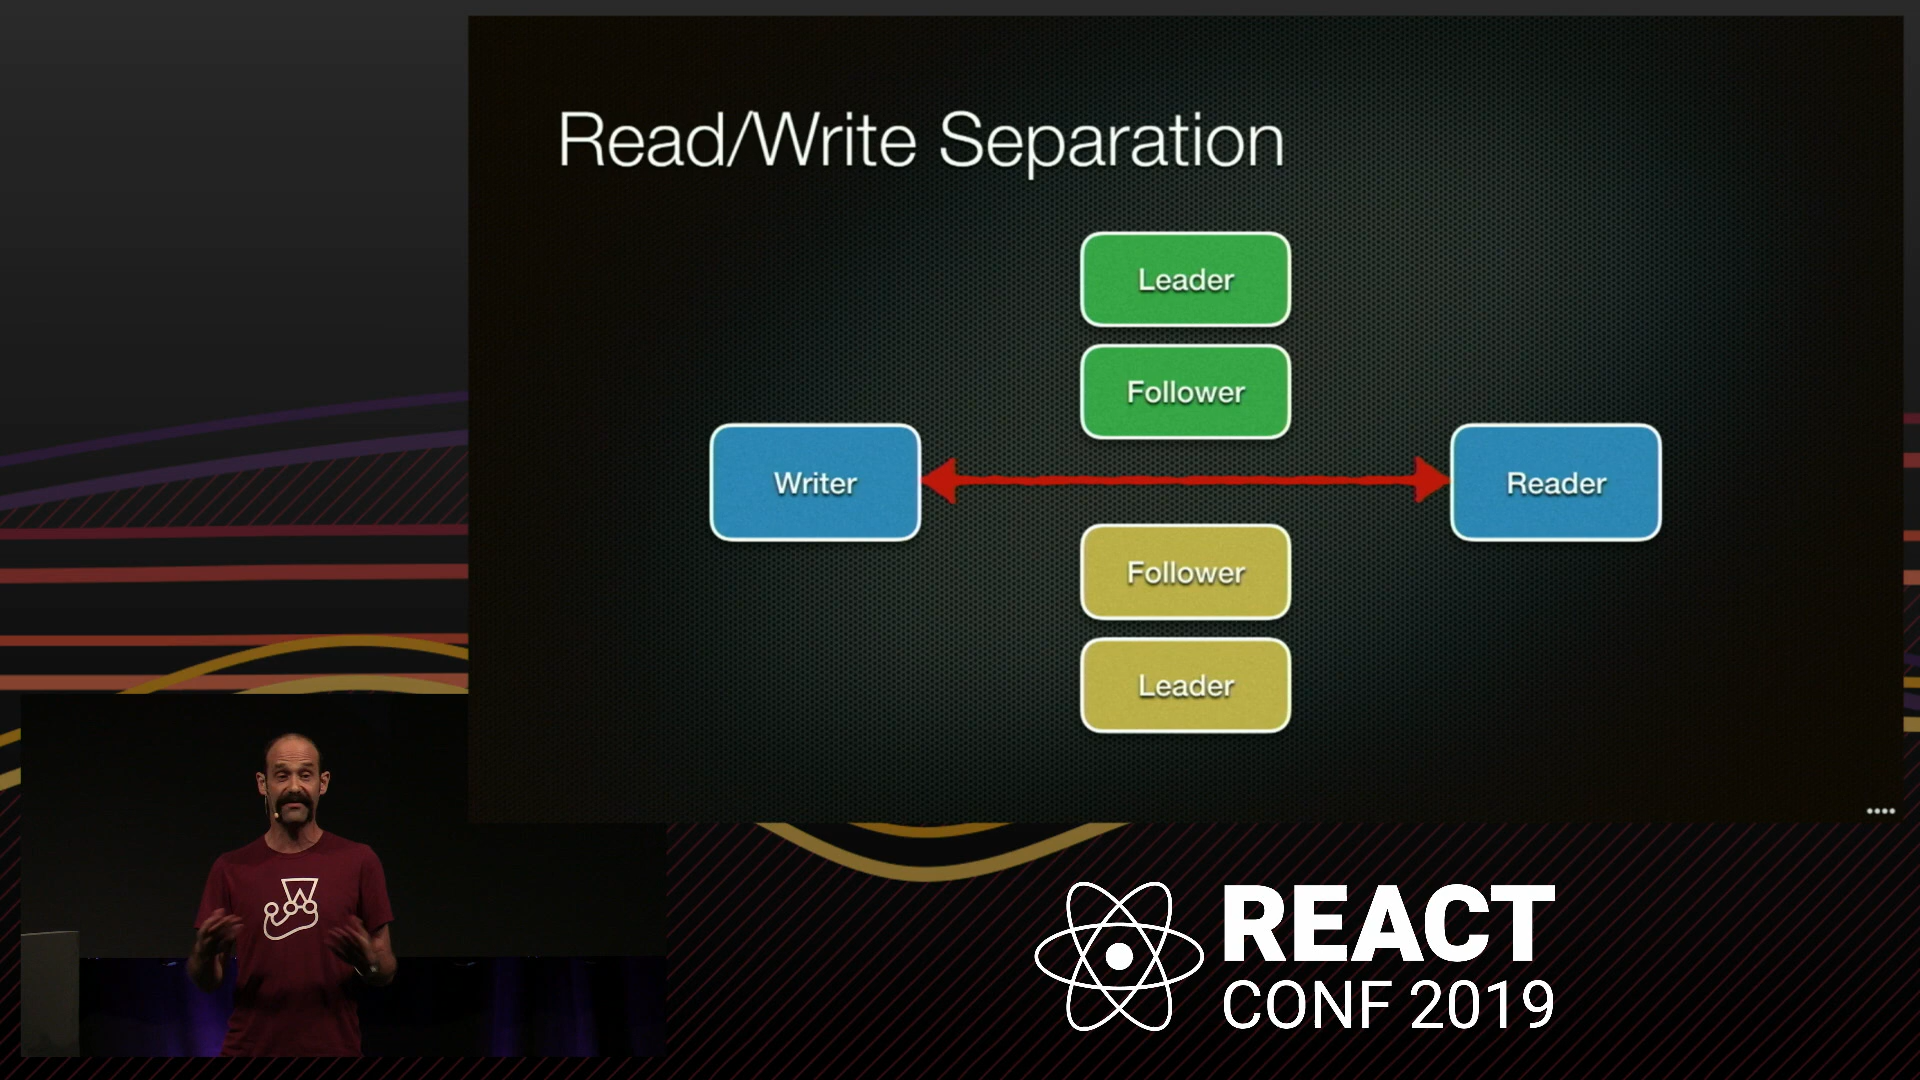 Read/Write Separation
Leader
Follower
Writer
Reader
Follower
Leader
REACT
CONF 2019